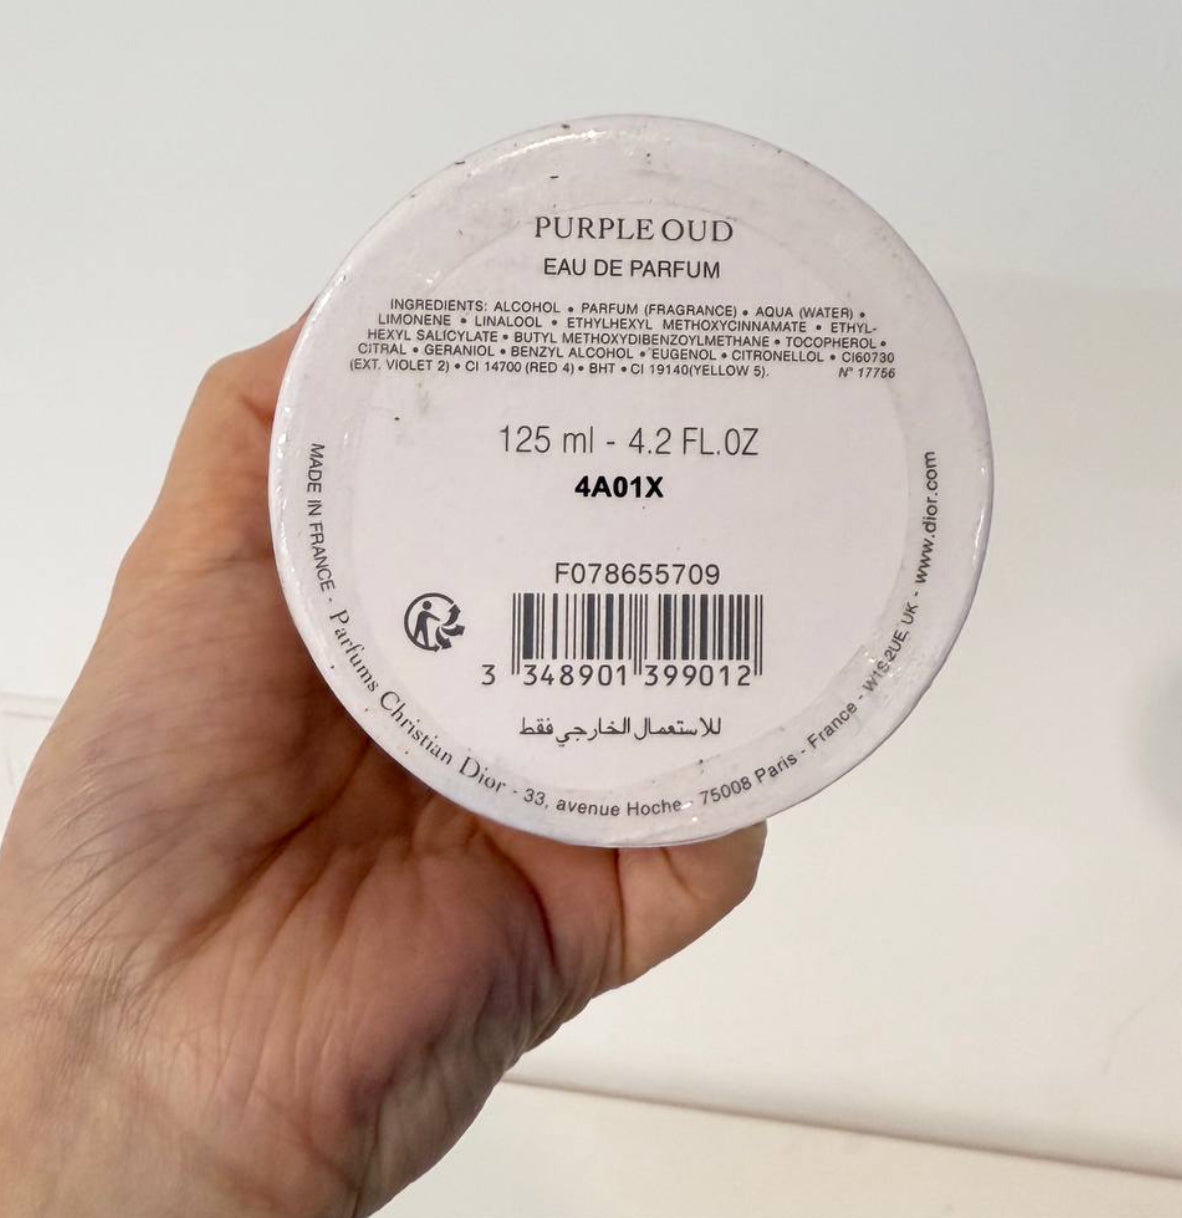 PURPLE OUD
EAU DE PARFUM
INGREDIENTS: ALCOHOL • PARFUM (FRAGRANCE) • AQUA (WATER) •
LIMONENE • LINALOOL • ETHYLHEXYL METHOXYCINNAMATE • ETHYL-
HEXYL SALICYLATE • BUTYL METHOXYDIBENZOYLMETHANE • TOCOPHEROL •
CITRAL • GERANIOL • BENZYL ALCOHOL • EUGENOL • CITRONELLOL • CI60730
(EXT. VIOLET 2) • CI 14700 (RED 4) • BHT • CI 19140(YELLOW 5). N° 17756
125 ml - 4.2 FL.OZ
4A01X
F078655709
3 348901 399012
للاستعمال الخارجي فقط
MADE IN FRANCE - Parfums Christian Dior - 33, avenue Hoche - 75008 Paris - France - W1S 2UE, UK - www.dior.com